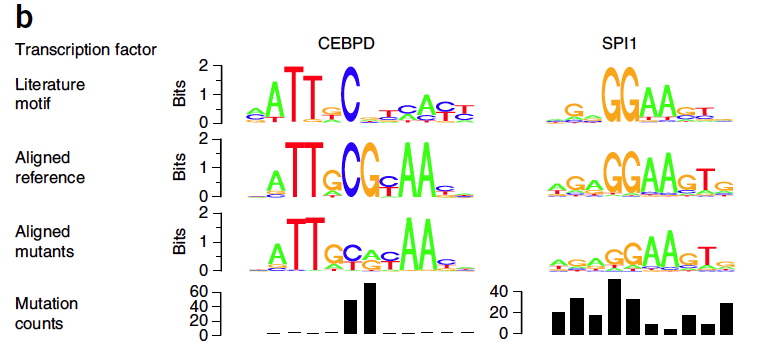 b
Transcription factor
CEBPD
SPI1
Literature
motif
Bits
2
1
0
Aligned
reference
Bits
2
1
0
Aligned
mutants
Bits
2
1
0
Mutation
counts
60
40
20
0
40
20
0